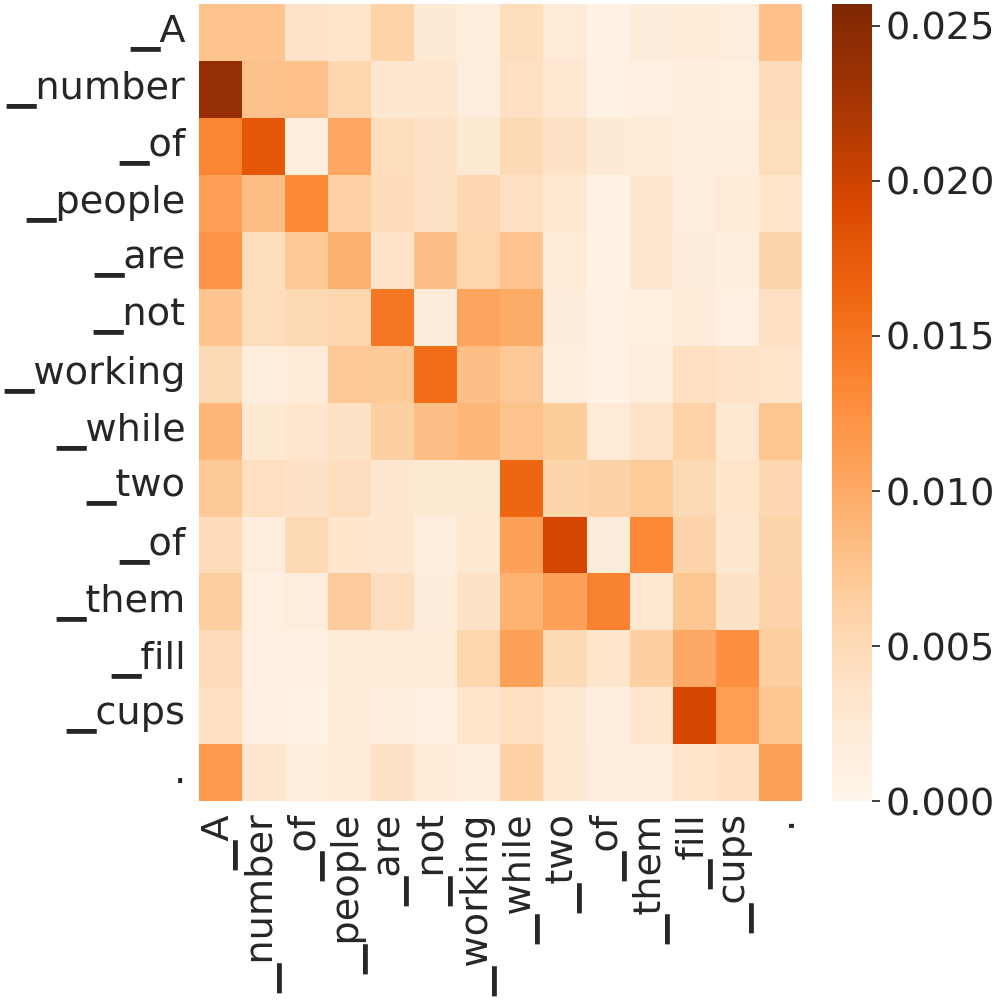 _A
_number
_of
_people
_are
_not
_working
_while
_two
_of
_them
_fill
_cups
.
_A
_number
_of
_people
_are
_not
_working
_while
_two
_of
_them
_fill
_cups
.
0.025
0.020
0.015
0.010
0.005
0.000